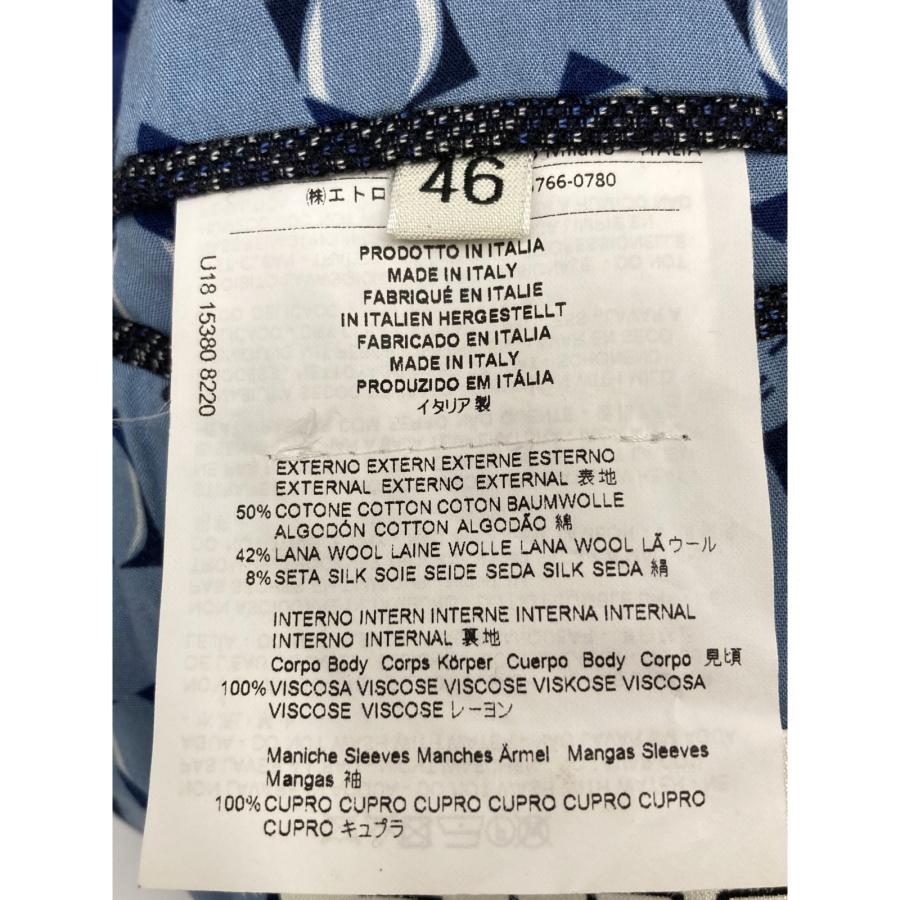 ITALIA
㈱エトロ
46
766-0780
U18 15380 8220
PRODOTTO IN ITALIA
MADE IN ITALY
FABRIQUÉ EN ITALIE
IN ITALIEN HERGESTELLT
FABRICADO EN ITALIA
MADE IN ITALY
PRODUZIDO EM ITÁLIA
イタリア製
EXTERNO EXTERN EXTERNE ESTERNO
EXTERNAL EXTERNO EXTERNAL 表地
50% COTONE COTTON COTON BAUMWOLLE
ALGODÓN COTTON ALGODÃO 綿
42% LANA WOOL LAINE WOLLE LANA WOOL LÃ ウール
8% SETA SILK SOIE SEIDE SEDA SILK SEDA 絹
INTERNO INTERN INTERNE INTERNA INTERNAL
INTERNO INTERNAL 裏地
Corpo Body Corps Körper Cuerpo Body Corpo 見頃
100% VISCOSA VISCOSE VISCOSE VISKOSE VISCOSA
VISCOSE VISCOSE レーヨン
Maniche Sleeves Manches Ärmel Mangas Sleeves
Mangas 袖
100% CUPRO CUPRO CUPRO CUPRO CUPRO CUPRO
CUPRO キュプラ